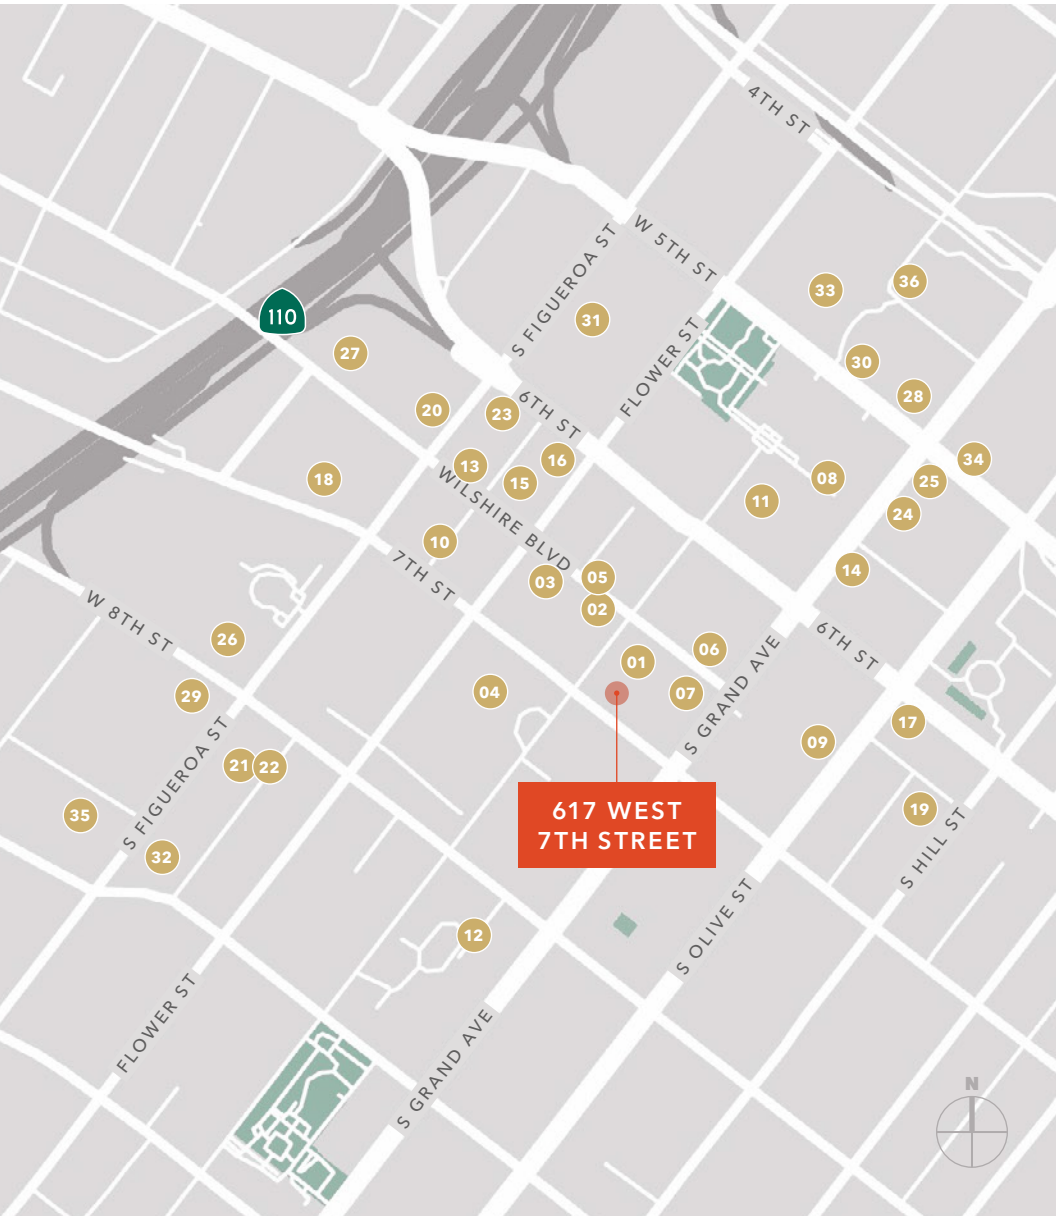 4TH ST
W 5TH ST
S FIGUEROA ST
36
33
110
31
FLOWER ST
27
30
28
20
23
6TH ST
34
16
13
18
08
25
15
11
WILSHIRE BLVD
24
10
14
7TH ST
05
03
02
W 8TH ST
26
6TH ST
06
01
04
07
29
S GRAND AVE
17
09
S FIGUEROA ST
21
22
617 WEST
7TH STREET
19
35
S HILL ST
32
S OLIVE ST
12
FLOWER ST
S GRAND AVE
N